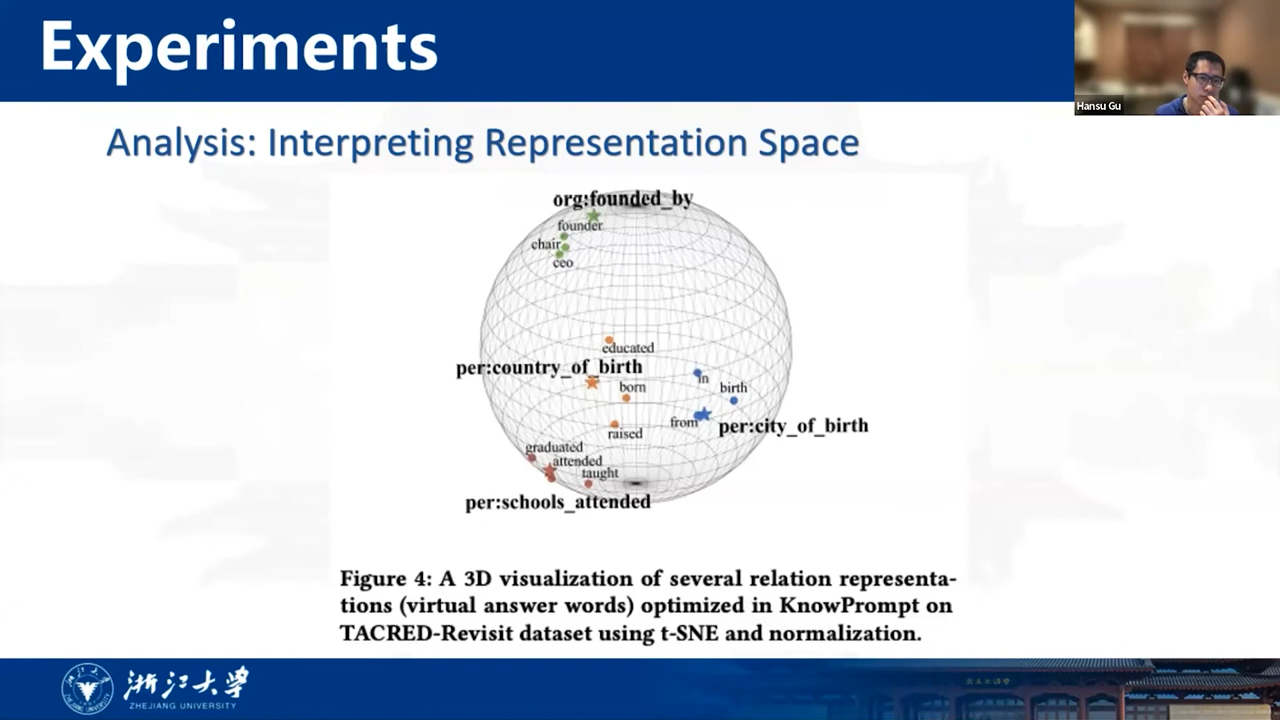 Experiments
Hansu Gu
Analysis: Interpreting Representation Space
org:founded_by
founder
chair
ceo
educated
per:country_of_birth
in
born
birth
from
per:city_of_birth
raised
graduated
attended
taught
per:schools_attended
Figure 4: A 3D visualization of several relation representa-
tions (virtual answer words) optimized in KnowPrompt on
TACRED-Revisit dataset using t-SNE and normalization.
浙江大学
ZHEJIANG UNIVERSITY